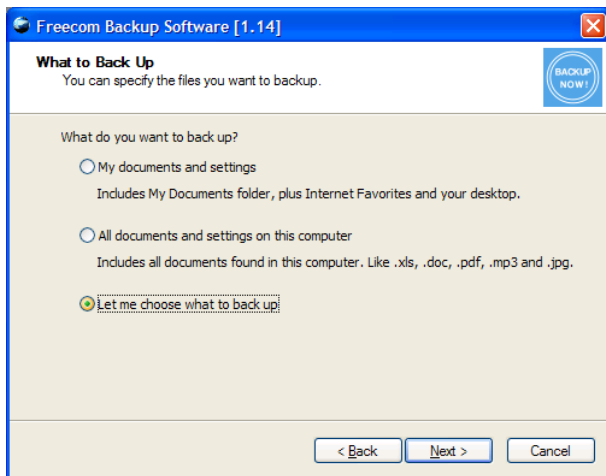 Freecom Backup Software [1.14]
What to Back Up
You can specify the files you want to backup.
BACKUP
NOW!
What do you want to back up?
My documents and settings
Includes My Documents folder, plus Internet Favorites and your desktop.
All documents and settings on this computer
Includes all documents found in this computer. Like .xls, .doc, .pdf, .mp3 and .jpg.
Let me choose what to back up
< Back
Next >
Cancel